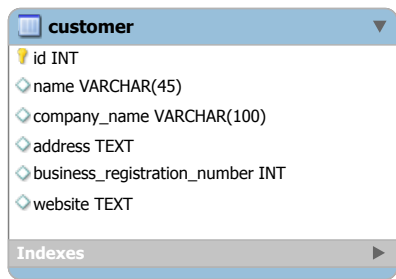 customer
id INT
name VARCHAR(45)
company_name VARCHAR(100)
address TEXT
business_registration_number INT
website TEXT
Indexes